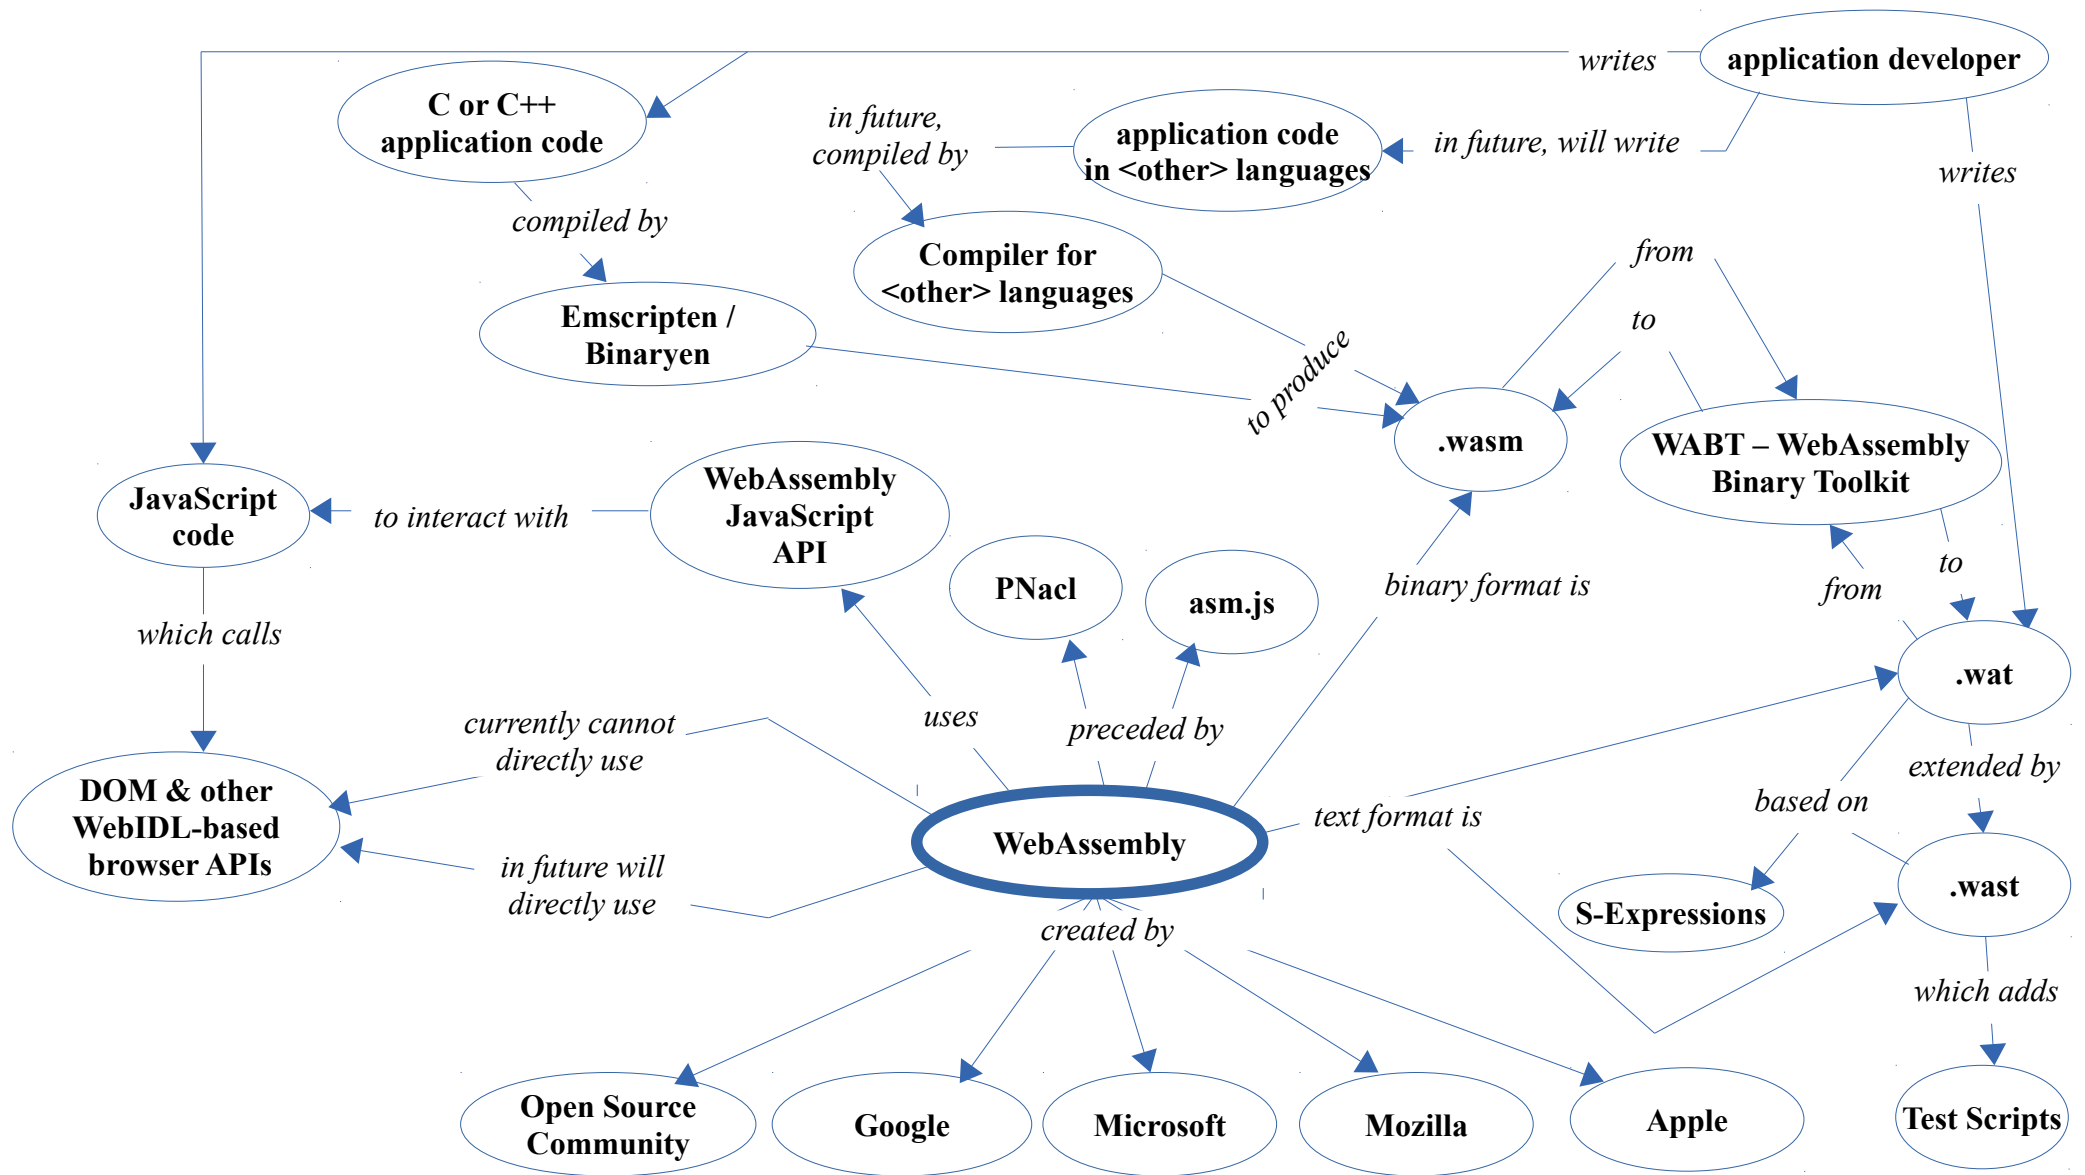 writes
application developer
C or C++
application code
in future,
compiled by
application code
in <other> languages
in future, will write
writes
compiled by
Compiler for
<other> languages
from
to
Emscripten /
Binaryen
to produce
.wasm
WABT – WebAssembly
Binary Toolkit
JavaScript
code
to interact with
WebAssembly
JavaScript
API
PNacl
asm.js
binary format is
to
from
which calls
.wat
uses
preceded by
currently cannot
directly use
extended by
based on
DOM & other
WebIDL-based
browser APIs
WebAssembly
text format is
in future will
directly use
.wast
S-Expressions
created by
which adds
Open Source
Community
Google
Microsoft
Mozilla
Apple
Test Scripts